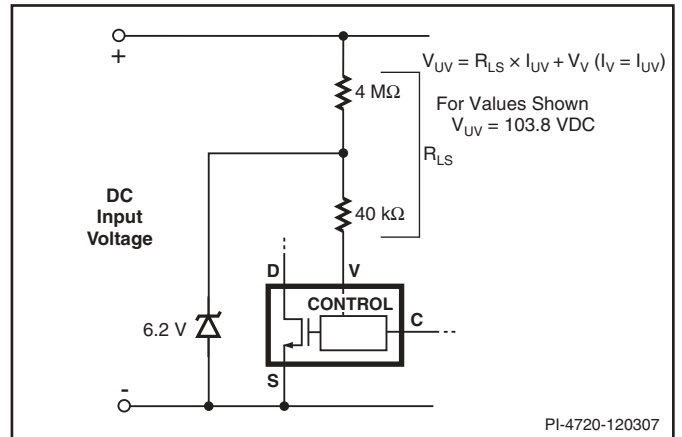 +
V_UV = R_LS × I_UV + V_V (I_V = I_UV)
4 MΩ
For Values Shown
V_UV = 103.8 VDC
R_LS
DC
Input
Voltage
40 kΩ
D
V
CONTROL
C
6.2 V
S
-
PI-4720-120307